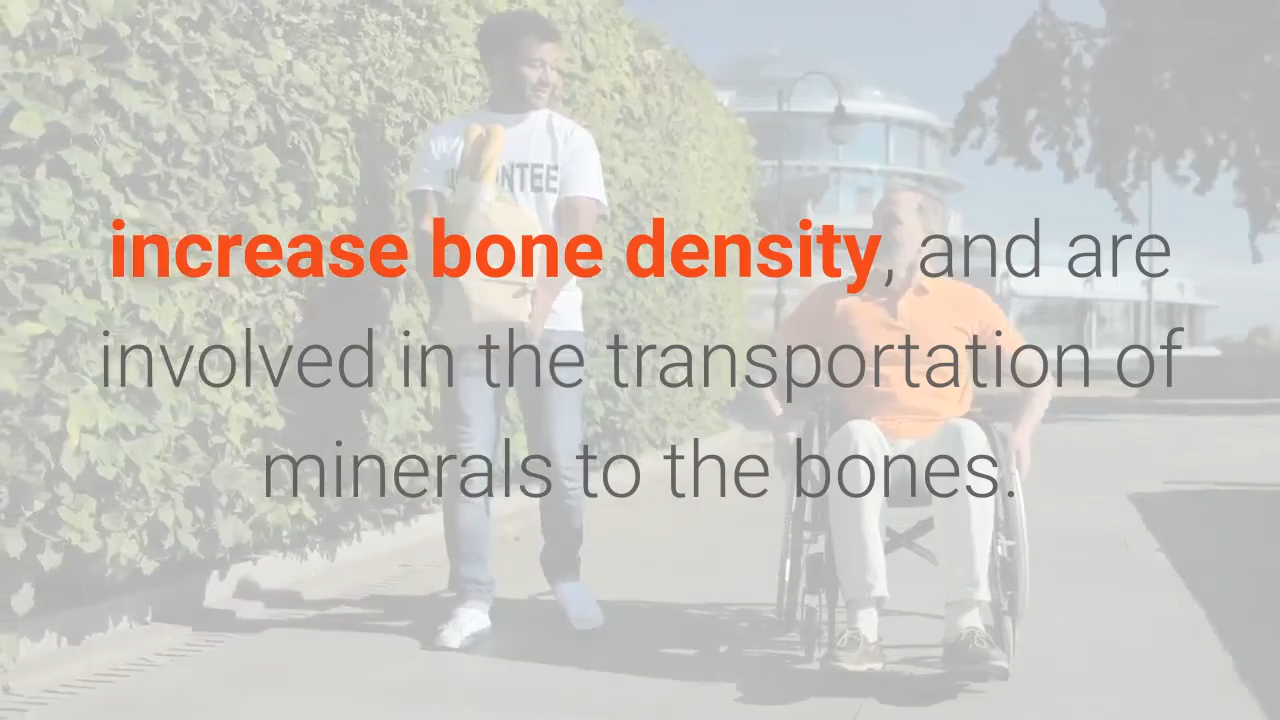 increase bone density, and are
involved in the transportation of
minerals to the bones.